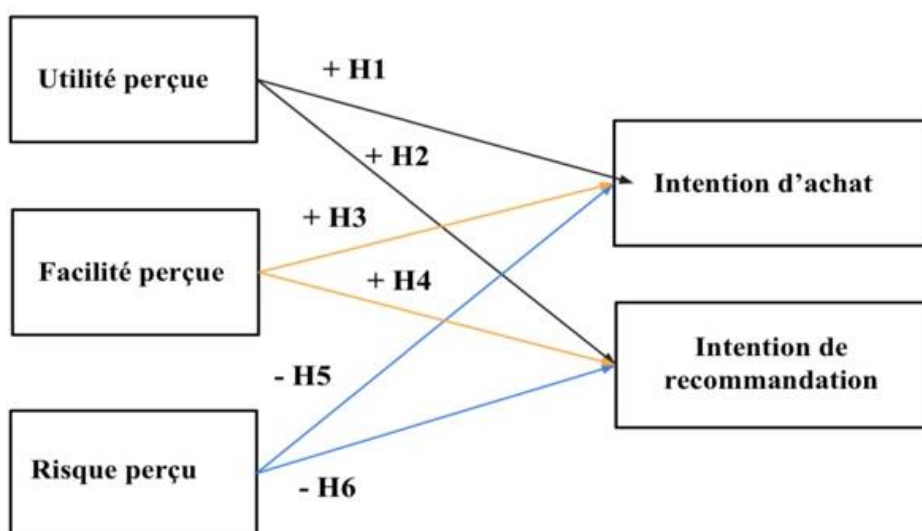 Utilité perçue
+ H1
+ H2
Intention d’achat
+ H3
Facilité perçue
+ H4
Intention de
recommandation
- H5
Risque perçu
- H6